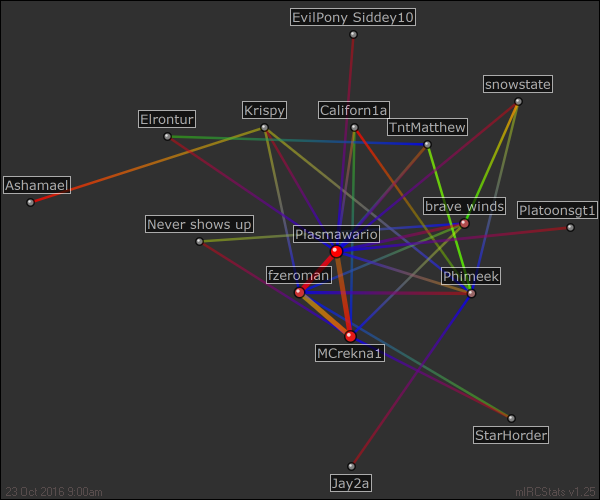 EvilPony Siddey10
snowstate
Krispy
Californ1a
Elrontur
TntMatthew
Ashamael
brave winds
Platoonsgt1
Never shows up
Plasmawario
fzeroman
Phimeek
MCrekna1
StarHorder
Jay2a
23 Oct 2016 9:00am
mIRCStats v1.25